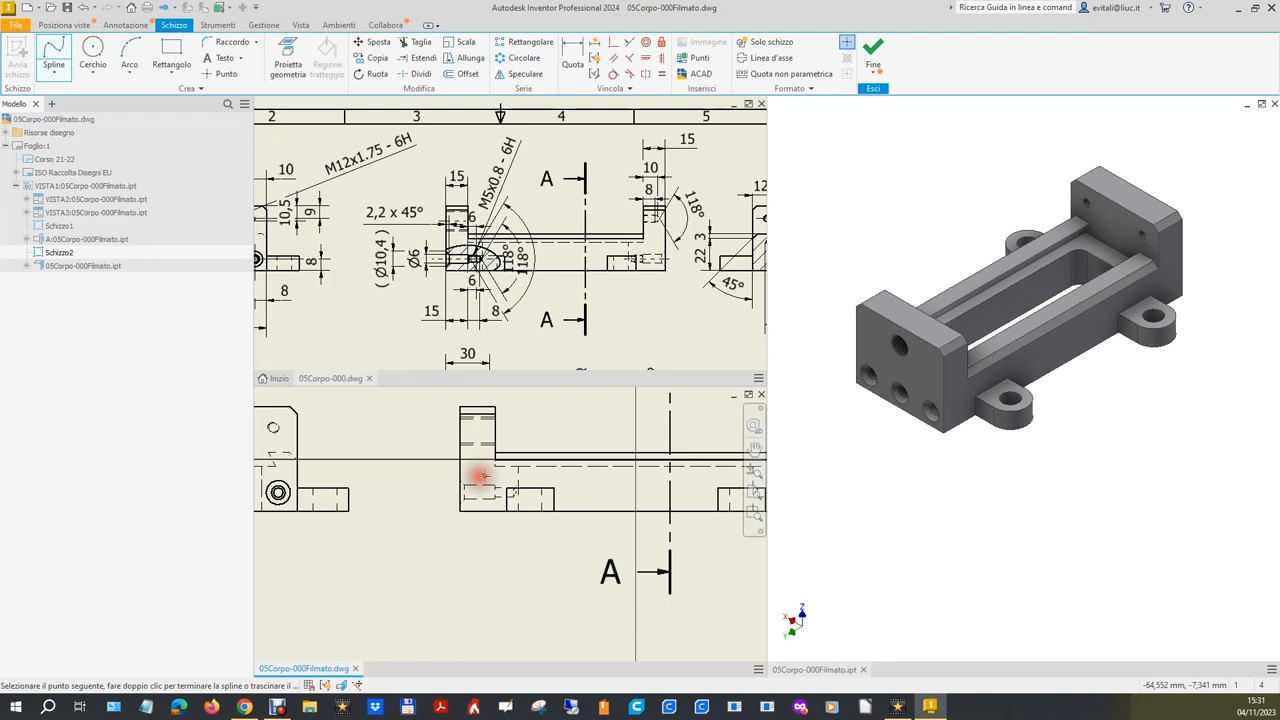 Autodesk Inventor Professional 2024 05Corpo-000Filmato.dwg
Ricerca Guida in linea e comando
evitali@liuc.it
File Posizionamento viste Annotazione Schizzo Strumenti Gestione Vista Ambienti Collabora
Avvia schizzo
Spline
Cerchio
Arco
Rettangolo
Raccordo
Testo
Punto
Proietta geometria
Regione tratteggio
Sposta
Copia
Ruota
Taglia
Estendi
Dividi
Scala
Allunga
Offset
Rettangolare
Circolare
Speculare
Quota
Immagine
Punti
ACAD
Solo schizzo
Linea d'asse
Quota non parametrica
Fine
Schizzo Crea Modifica Serie Vincola Inserisci Formato Esci
Modello
05Corpo-000Filmato.dwg
Risorse disegno
Foglio:1
Corso 21-22
ISO Raccolta Disegni EU
VISTA1:05Corpo-000Filmato.ipt
VISTA2:05Corpo-000Filmato.ipt
VISTA3:05Corpo-000Filmato.ipt
Schizzo1
A:05Corpo-000Filmato.ipt
Schizzo2
05Corpo-000Filmato.ipt
2 3 4 5
10
M12x1.75 - 6H
10,5
9
8
8
15
M5x0.8 - 6H
2,2 x 45°
6
(Ø10,4)
Ø6
118°
118°
6
15
8
30
A
A
15
10
8
118°
12
3
22
45°
Inizio 05Corpo-000.dwg
A
05Corpo-000Filmato.dwg
05Corpo-000Filmato.ipt
Z
X
Y
Selezionare il punto seguente, fare doppio clic per terminare la spline o trascinare il ...
-64,552 mm, -7,341 mm 1 4
15:31
04/11/2023